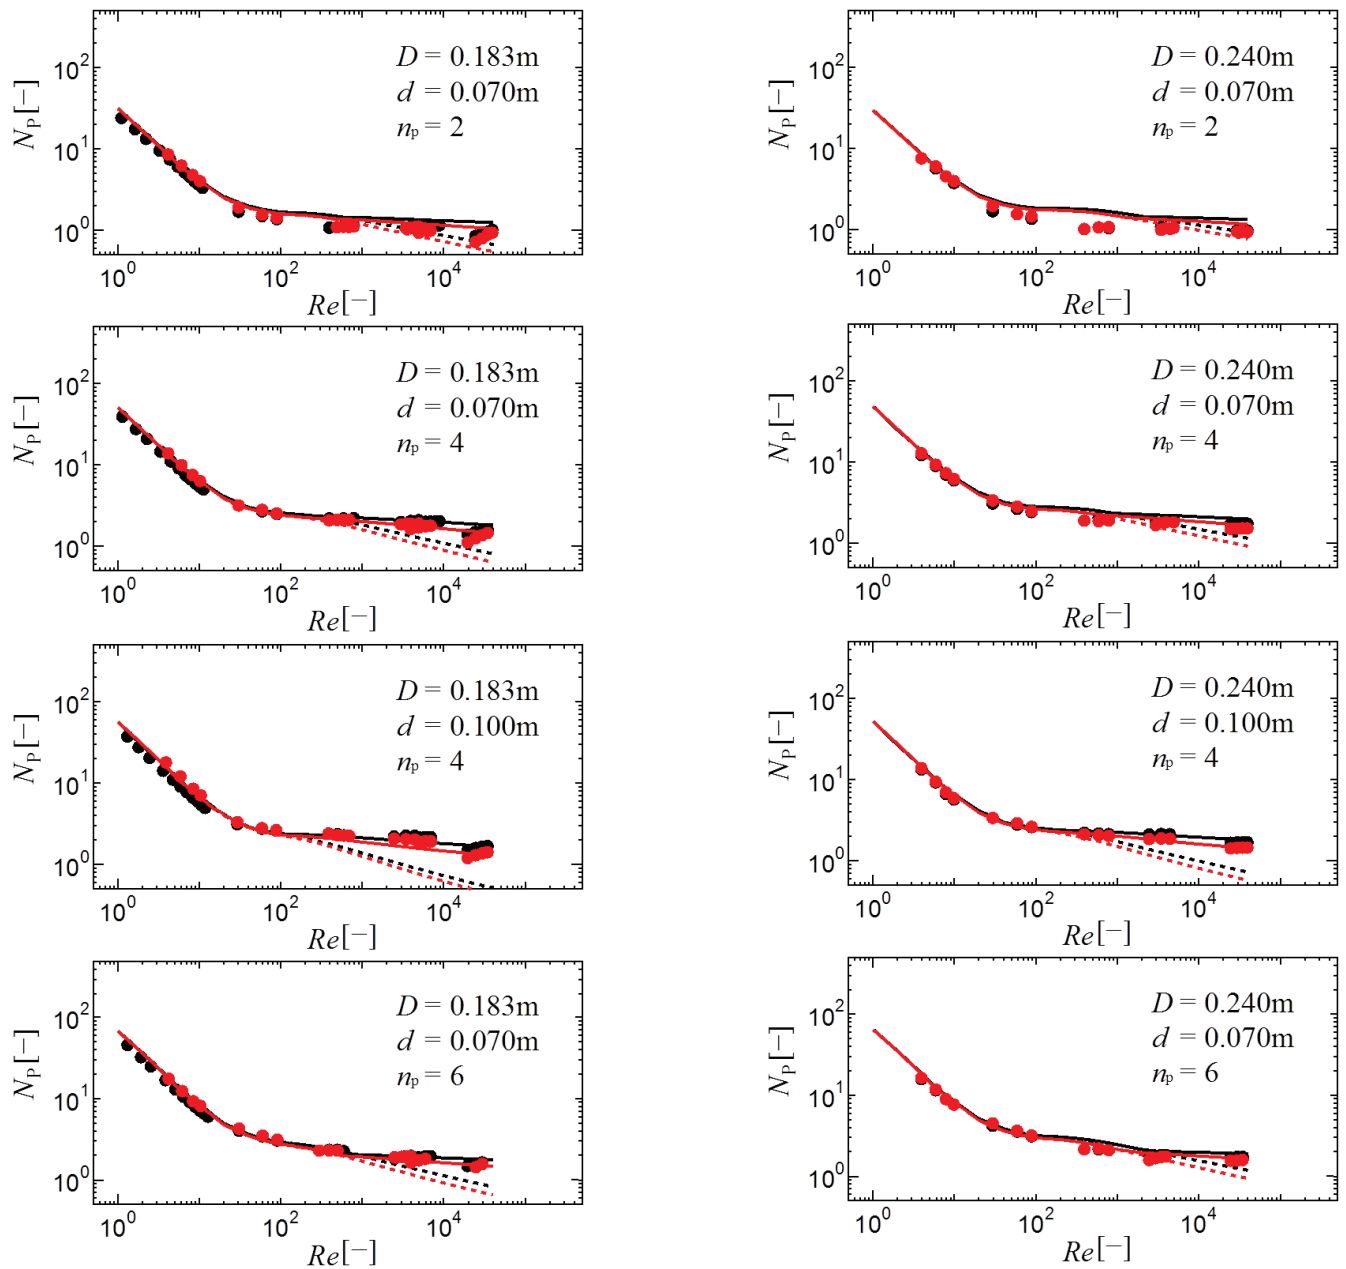 N_P [−]
10^2
10^1
10^0
D = 0.183m
d = 0.070m
n_p = 2
10^0 10^2 10^4
Re [−]
N_P [−]
10^2
10^1
10^0
D = 0.240m
d = 0.070m
n_p = 2
10^0 10^2 10^4
Re [−]
N_P [−]
10^2
10^1
10^0
D = 0.183m
d = 0.070m
n_p = 4
10^0 10^2 10^4
Re [−]
N_P [−]
10^2
10^1
10^0
D = 0.240m
d = 0.070m
n_p = 4
10^0 10^2 10^4
Re [−]
N_P [−]
10^2
10^1
10^0
D = 0.183m
d = 0.100m
n_p = 4
10^0 10^2 10^4
Re [−]
N_P [−]
10^2
10^1
10^0
D = 0.240m
d = 0.100m
n_p = 4
10^0 10^2 10^4
Re [−]
N_P [−]
10^2
10^1
10^0
D = 0.183m
d = 0.070m
n_p = 6
10^0 10^2 10^4
Re [−]
N_P [−]
10^2
10^1
10^0
D = 0.240m
d = 0.070m
n_p = 6
10^0 10^2 10^4
Re [−]